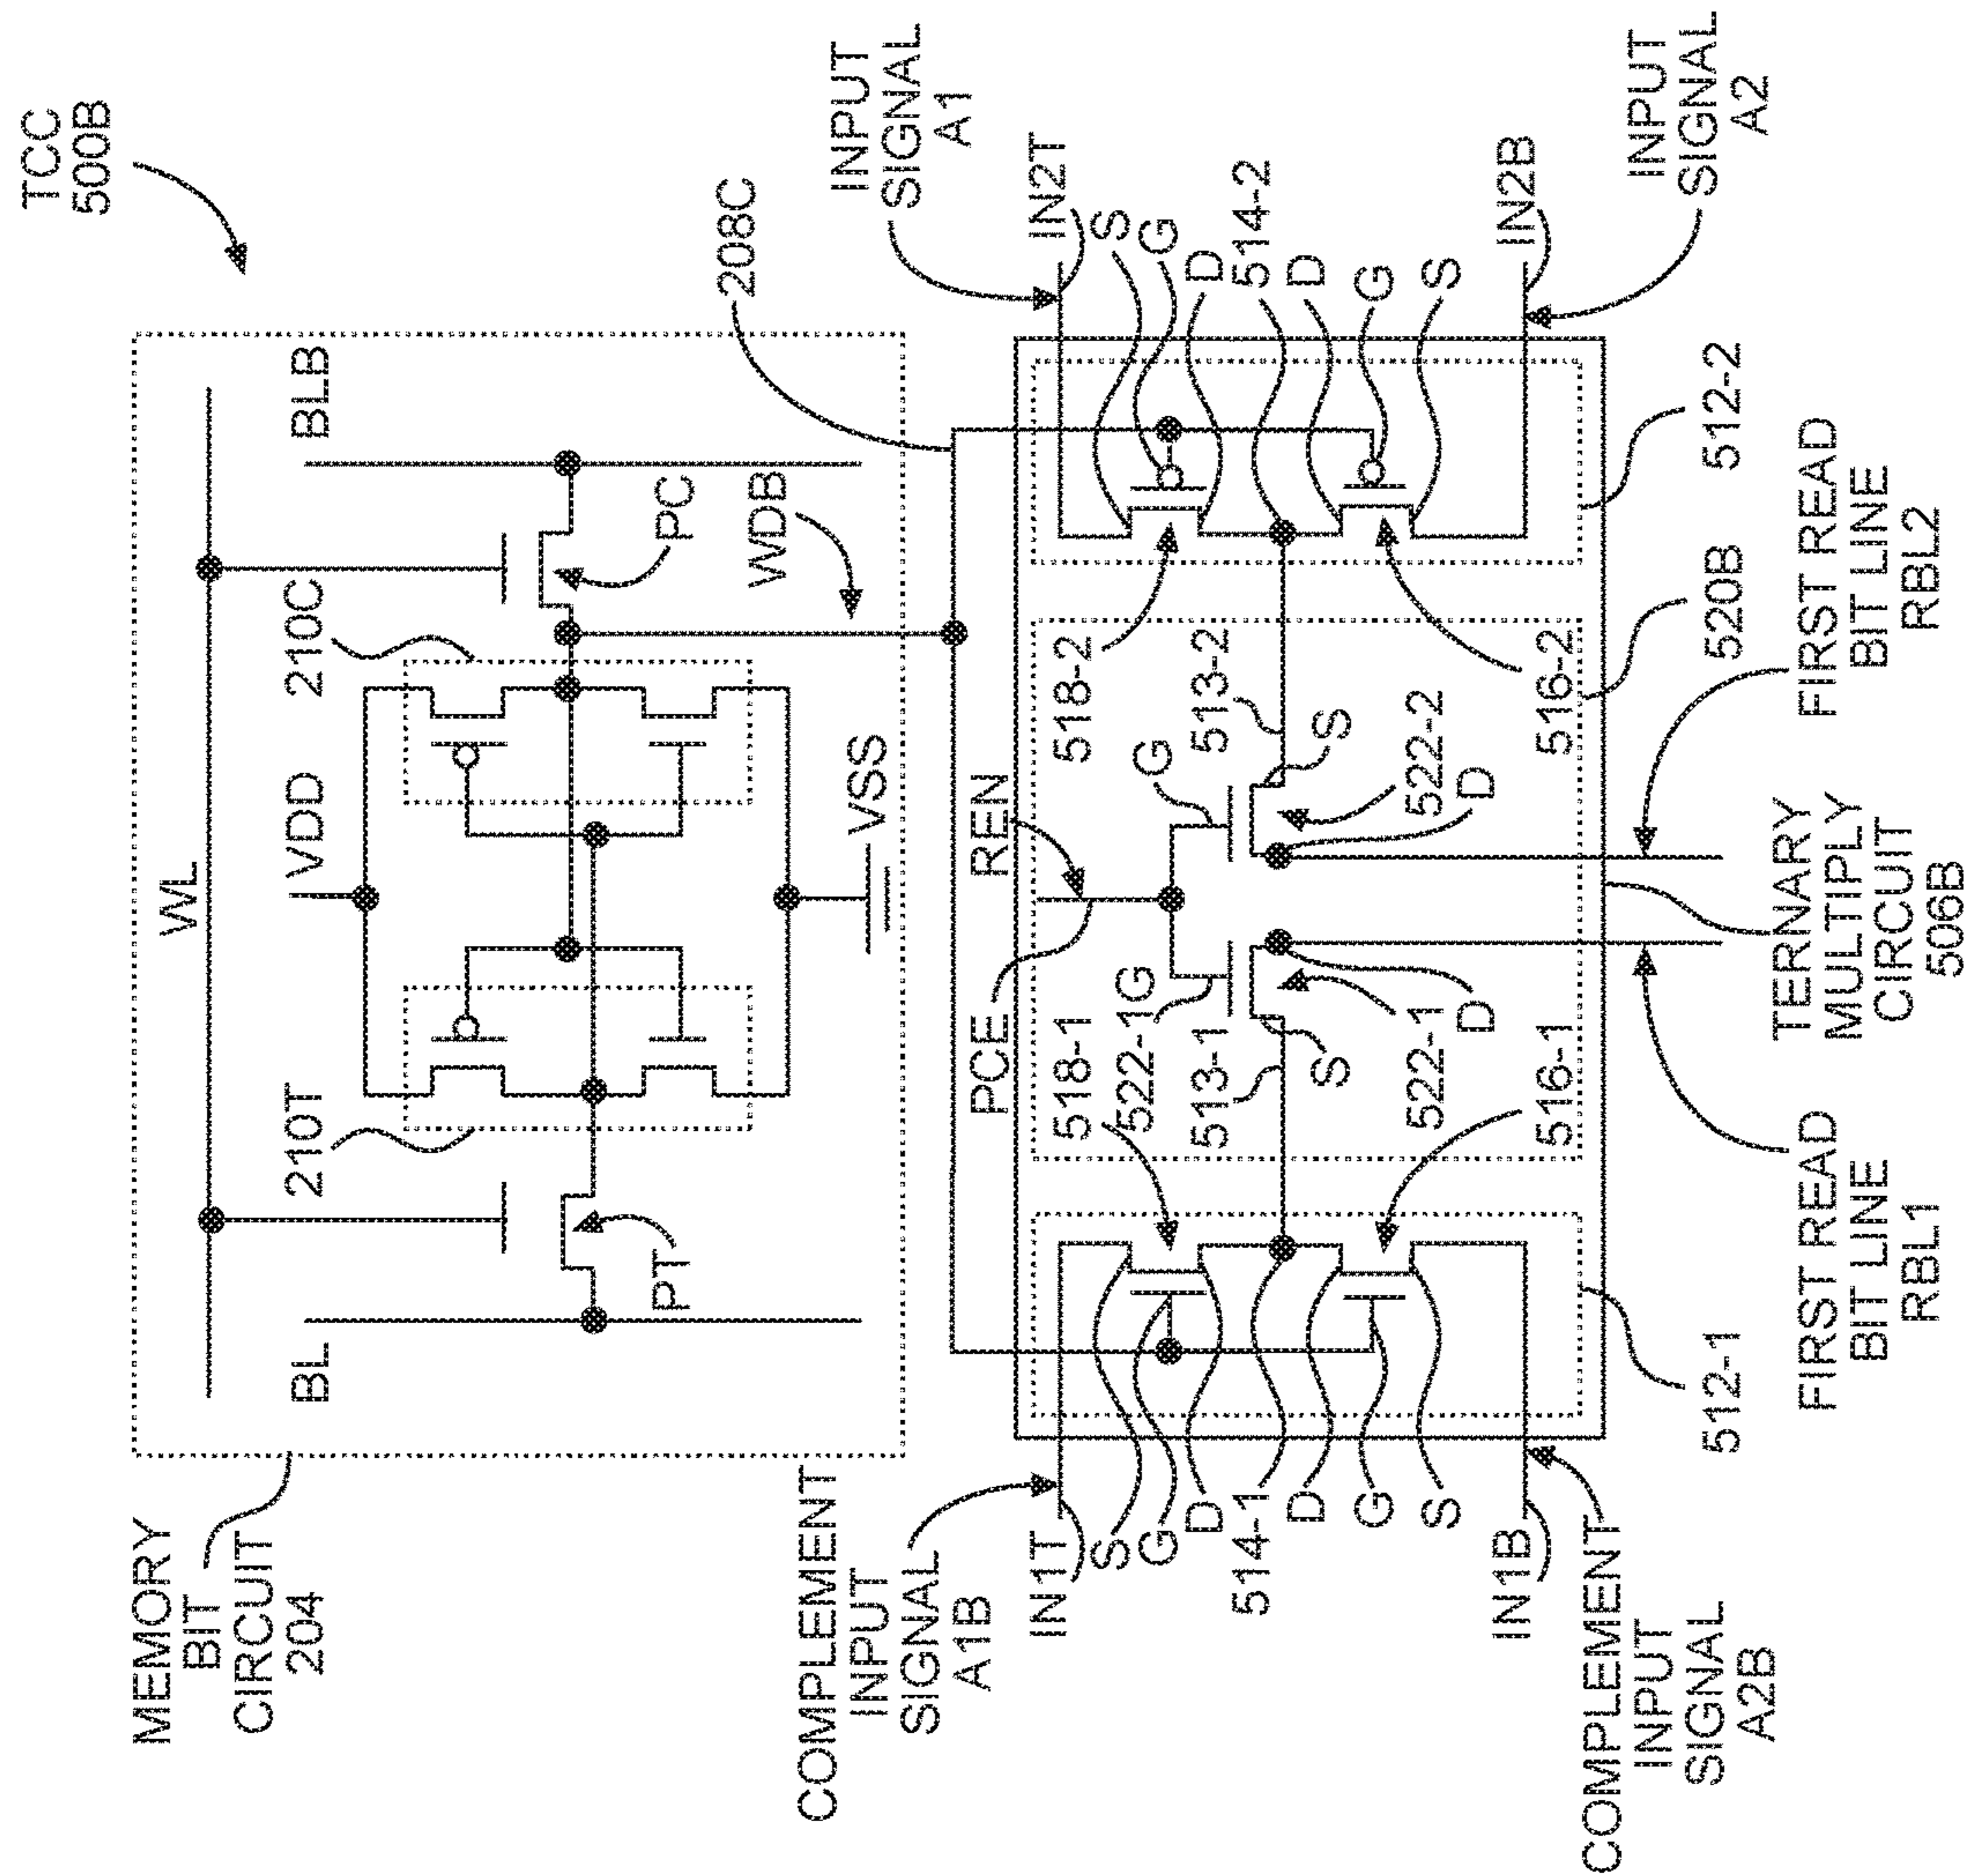 TCC
500B
MEMORY
BIT
CIRCUIT
204
WL
BL
BLB
VDD
VSS
210T
210C
PT
PC
WDB
208C
COMPLEMENT
INPUT
SIGNAL
A1B
INPUT
SIGNAL
A1
IN1T
S
G
D
514-1
D
G
S
IN1B
PCE
REN
518-1
522-1G
513-1
S
522-1
D
516-1
518-2
G
513-2
S
522-2
D
516-2
IN2T
S
G
D
514-2
D
G
S
IN2B
COMPLEMENT
INPUT
SIGNAL
A2B
INPUT
SIGNAL
A2
512-1
520B
512-2
FIRST READ
BIT LINE
RBL1
TERNARY
MULTIPLY
CIRCUIT
506B
FIRST READ
BIT LINE
RBL2